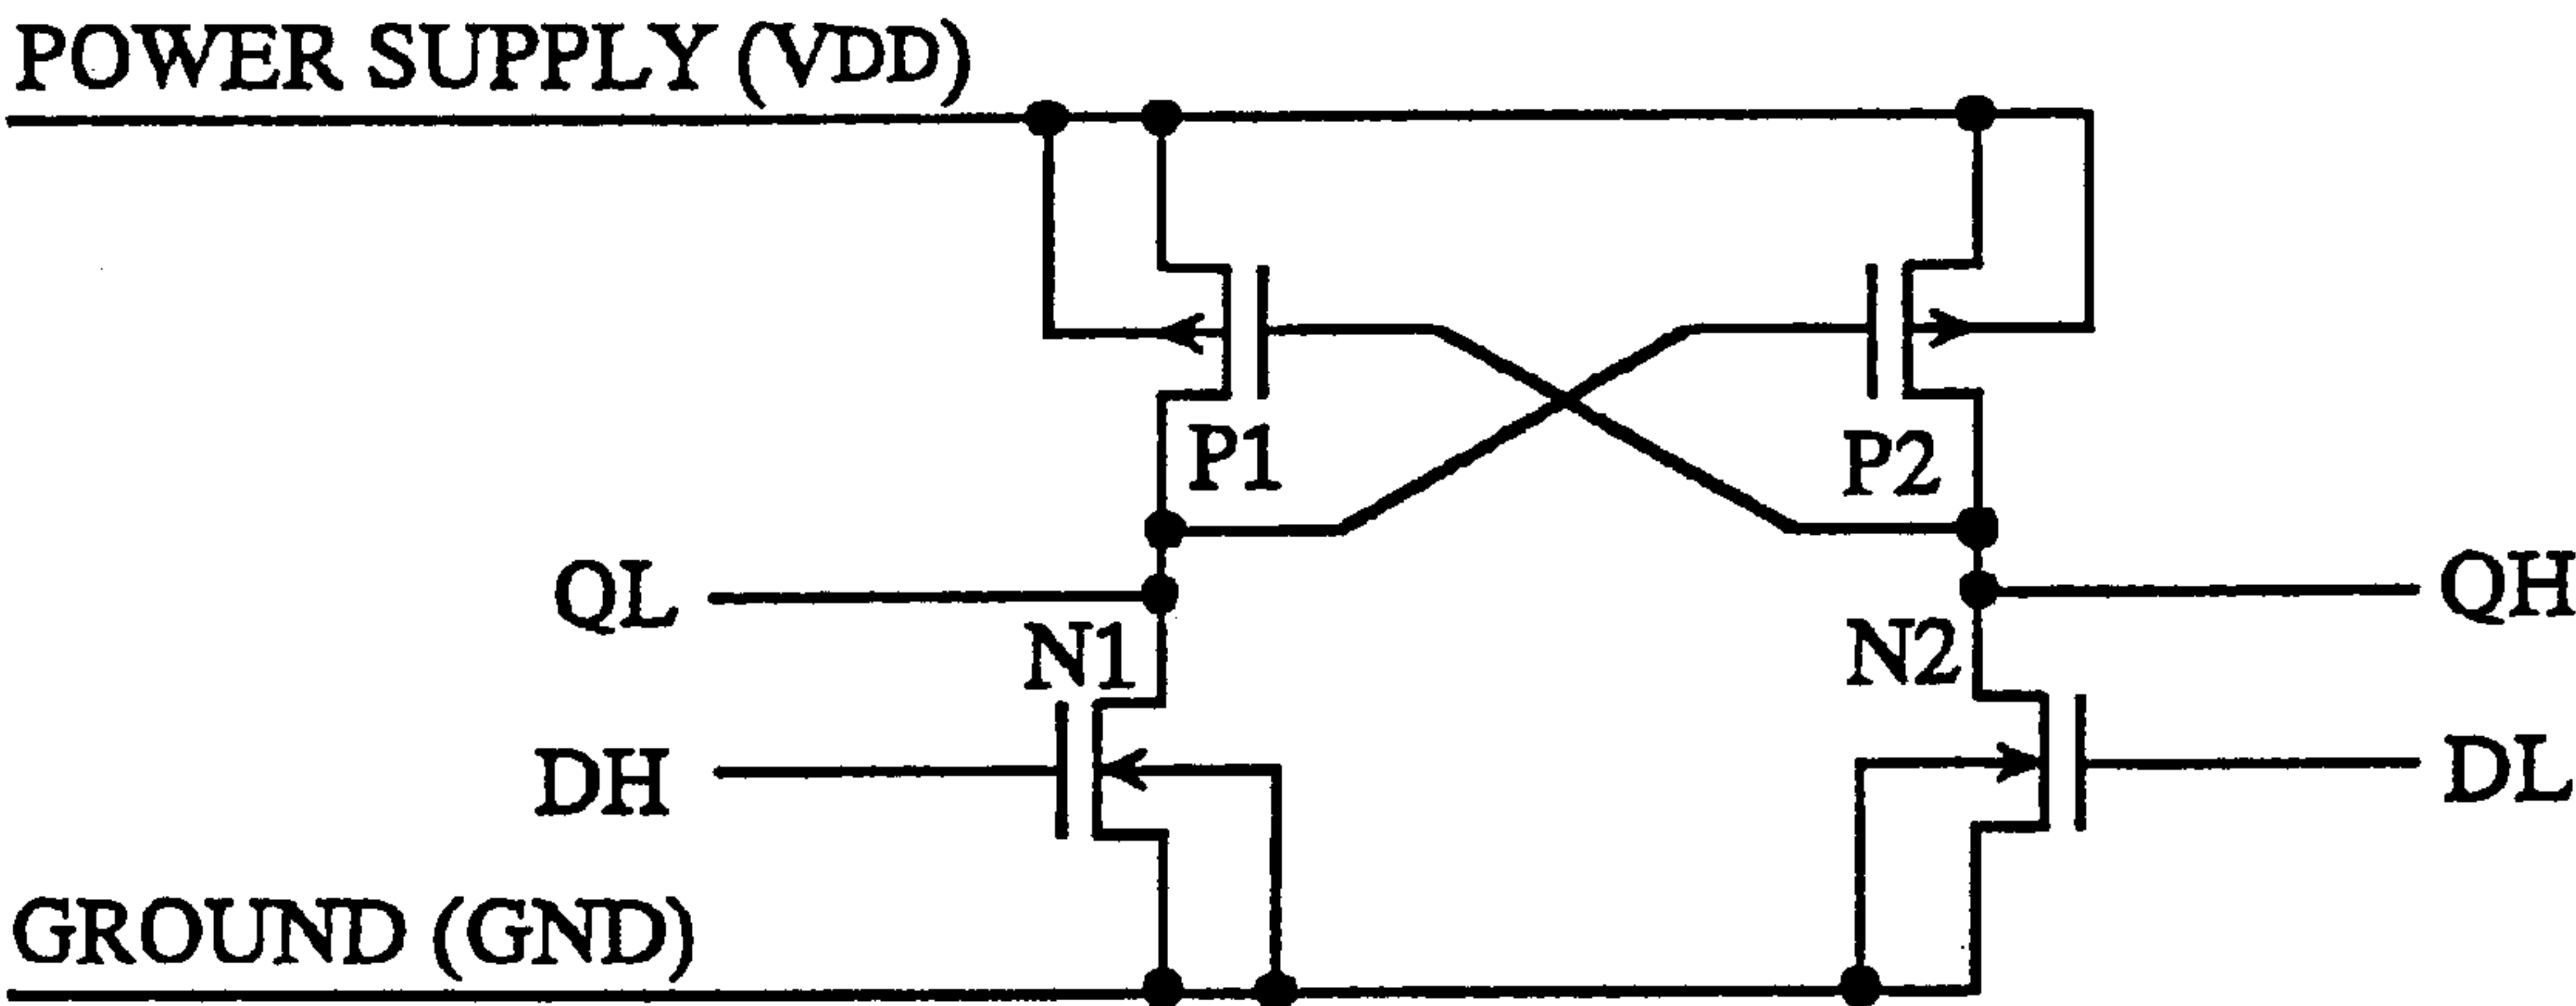 POWER SUPPLY (VDD)
P1
P2
QL
QH
N1
N2
DH
DL
GROUND (GND)